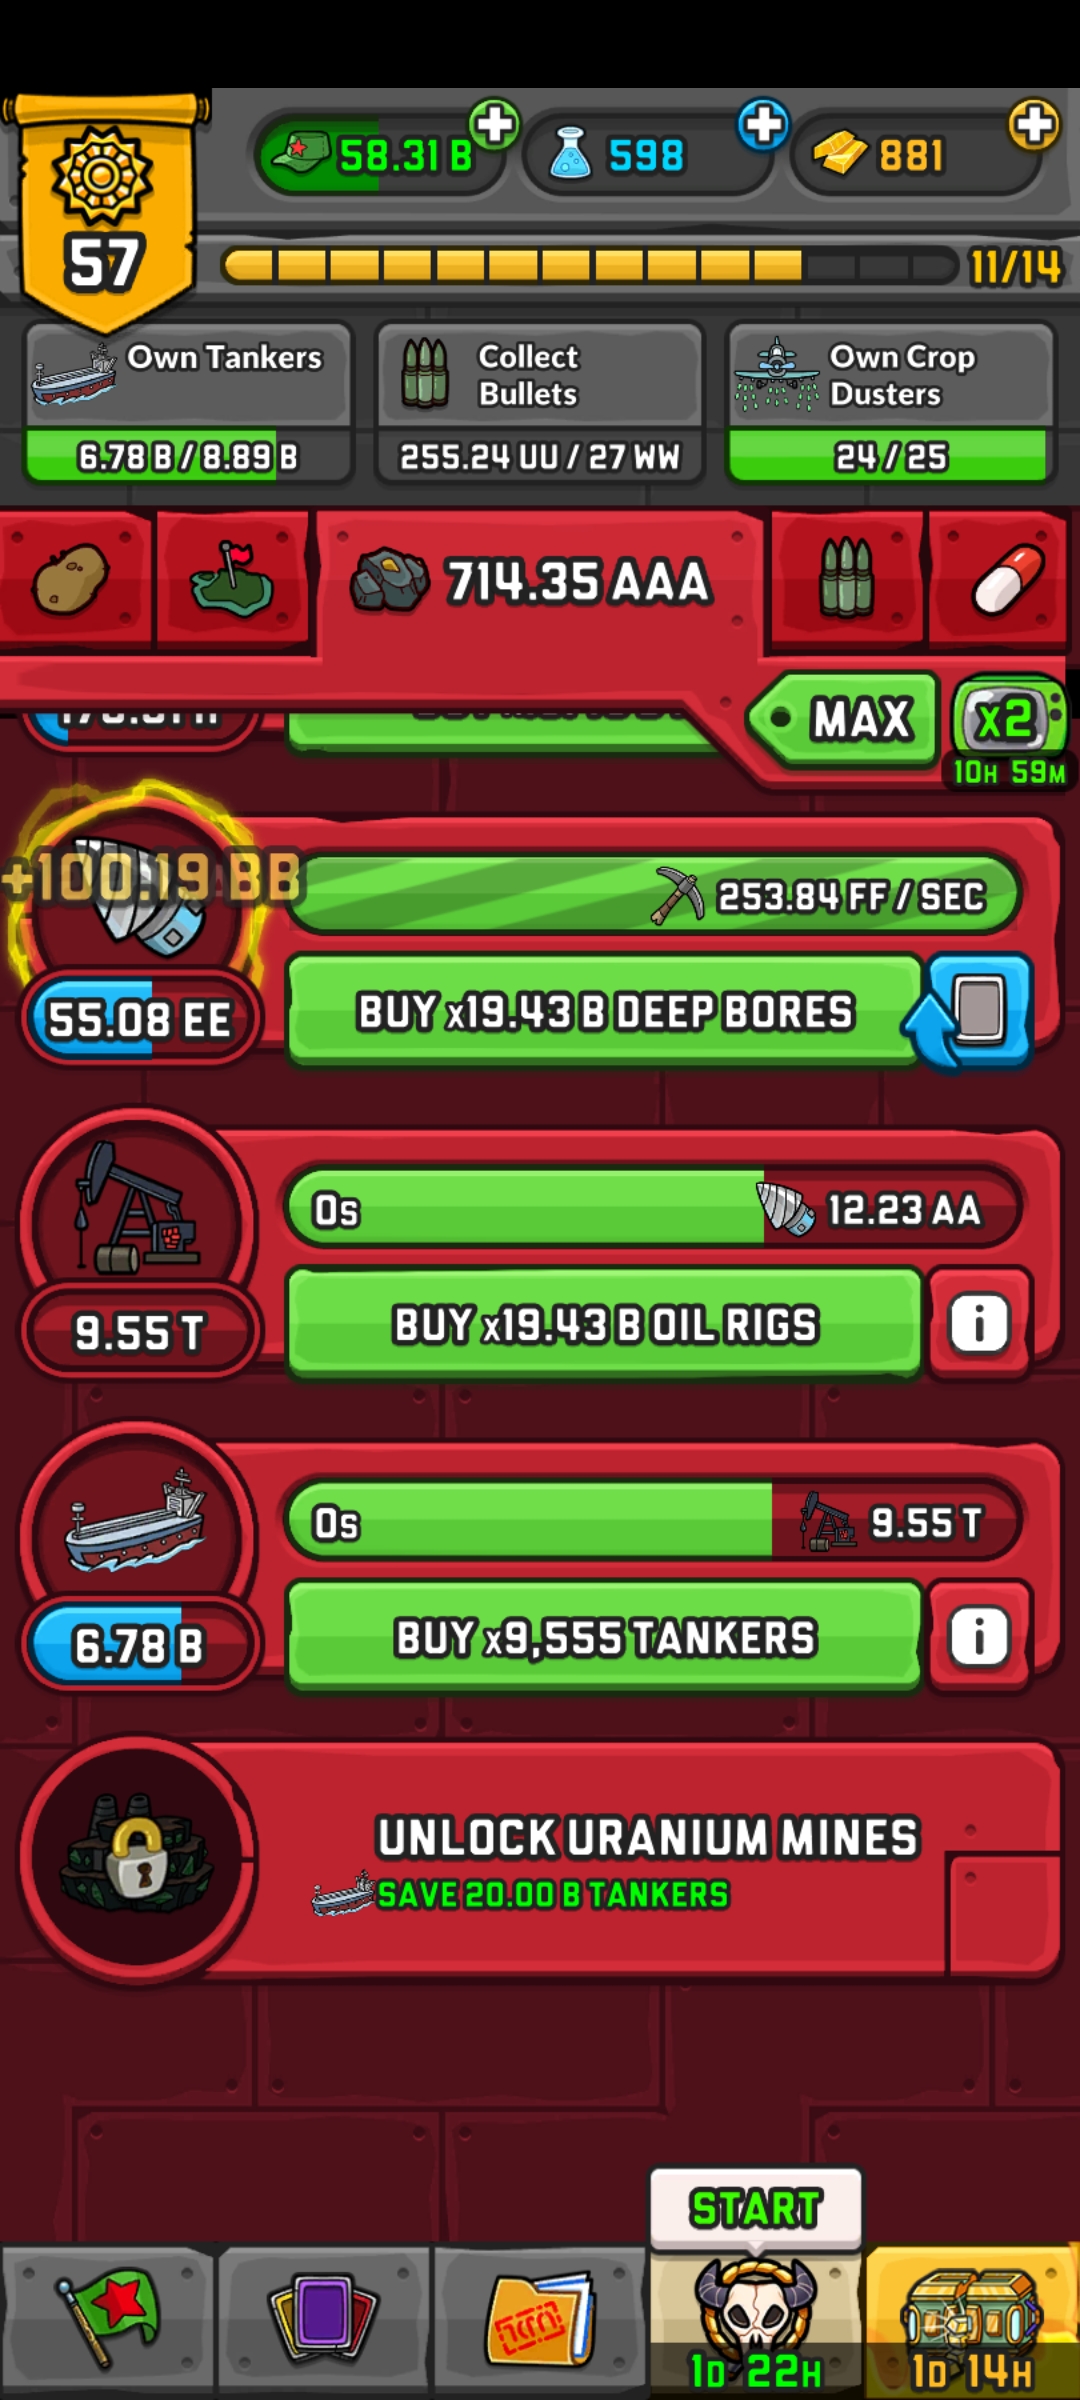 58.31 B
598
881
57
11/14
Own Tankers
6.78 B / 8.89 B
Collect
Bullets
255.24 UU / 27 WW
Own Crop
Dusters
24 / 25
714.35 AAA
MAX
x2
10H 59M
+100.19 BB
253.84 FF / SEC
55.08 EE
BUY x19.43 B DEEP BORES
0s
12.23 AA
9.55 T
BUY x19.43 B OIL RIGS
i
0s
9.55 T
6.78 B
BUY x9,555 TANKERS
i
UNLOCK URANIUM MINES
SAVE 20.00 B TANKERS
START
1D 22H
1D 14H